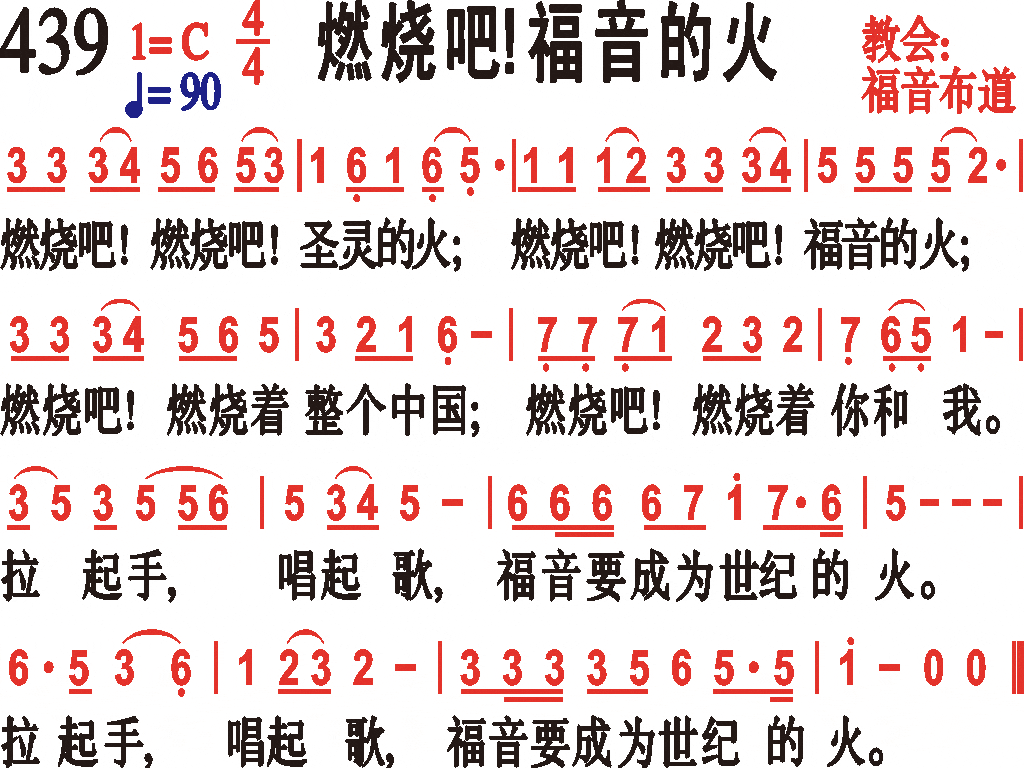 439 1=C 4/4 燃烧吧!福音的火 教会:
♩=90 福音布道
3 3 3 4 5 6 5 3 | 1 6 1 6 5 · | 1 1 1 2 3 3 3 4 | 5 5 5 5 2 · |
燃烧吧! 燃烧吧! 圣灵的火; 燃烧吧! 燃烧吧! 福音的火;
3 3 3 4 5 6 5 | 3 2 1 6 – | 7 7 7 1 2 3 2 | 7 6 5 1 – |
燃烧吧! 燃烧着 整个中国; 燃烧吧! 燃烧着 你和 我。
3 5 3 5 5 6 | 5 3 4 5 – | 6 6 6 6 7 1 7 · 6 | 5 – – – |
拉 起手, 唱起 歌, 福音要成为世纪 的 火。
6 · 5 3 6 | 1 2 3 2 – | 3 3 3 3 5 6 5 · 5 | 1 – 0 0 ‖
拉 起手, 唱起 歌, 福音要成为世纪 的 火。